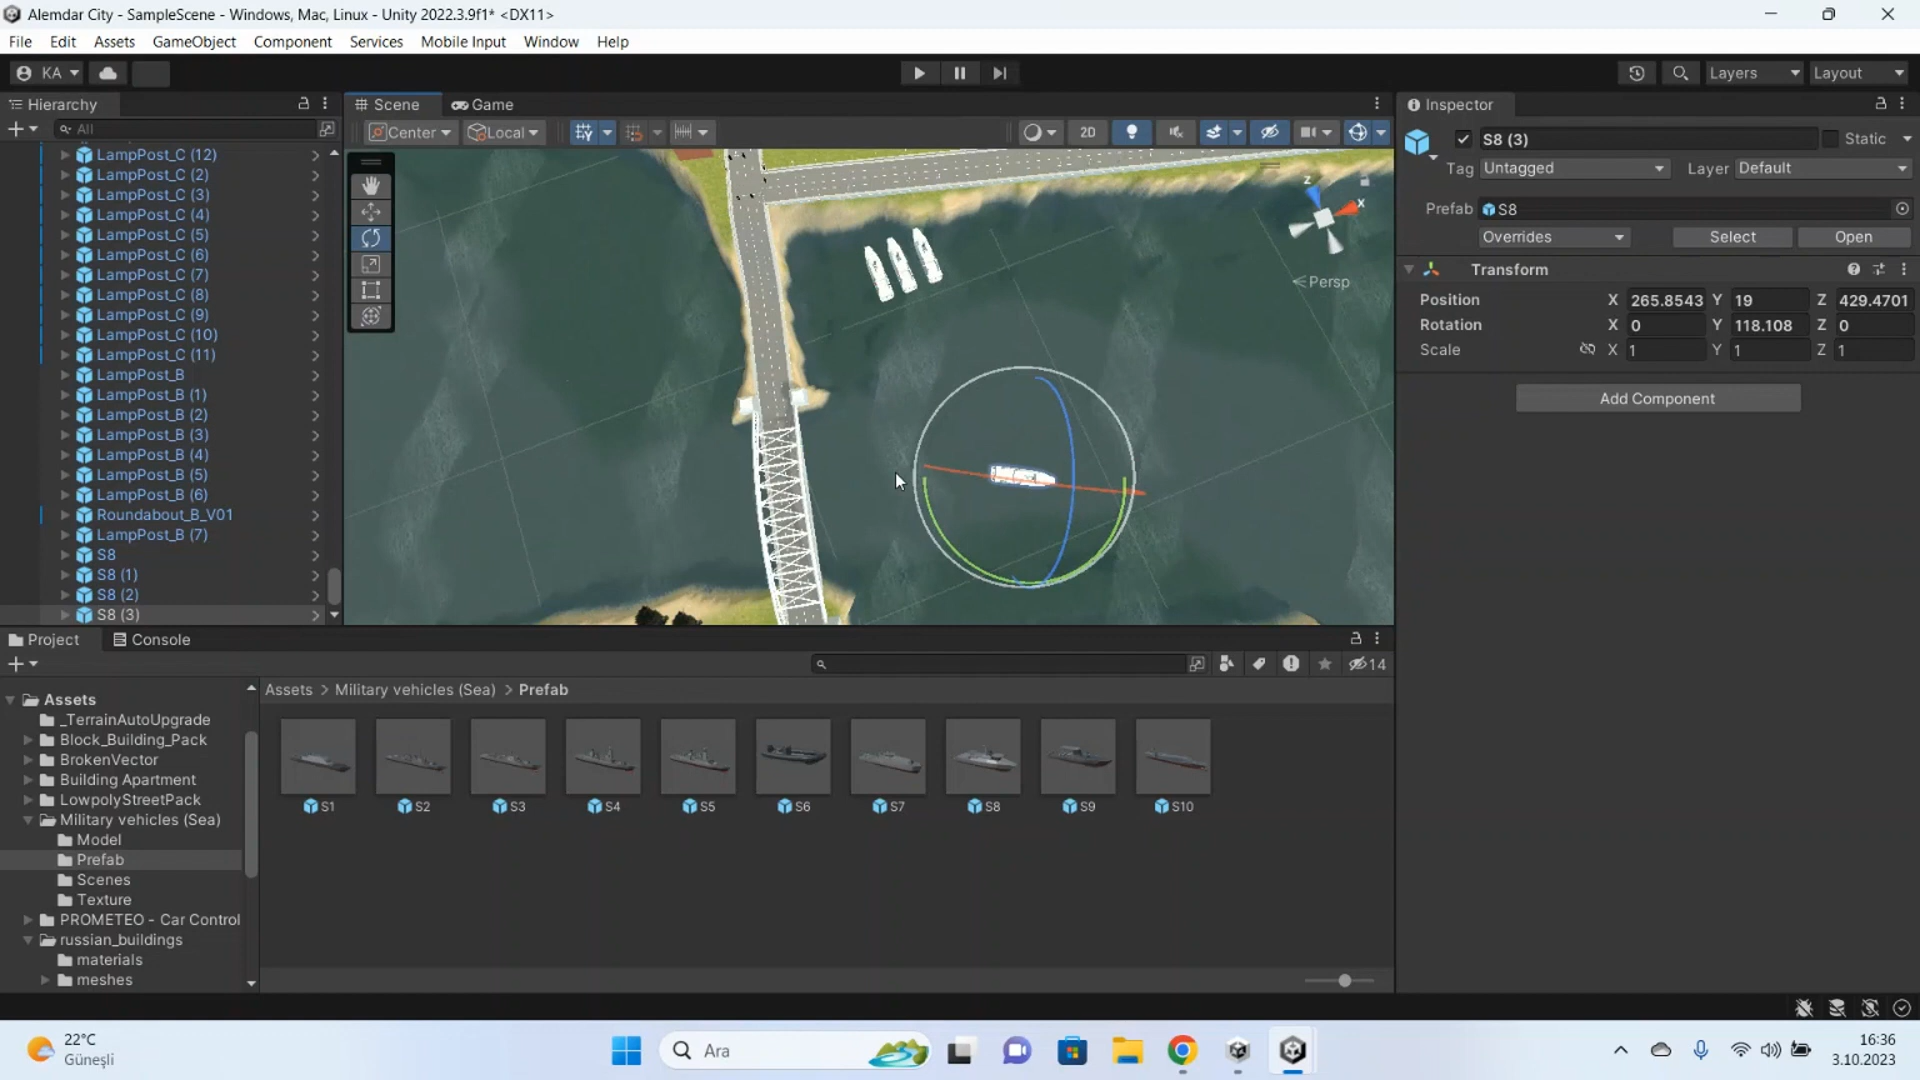 Alemdar City - SampleScene - Windows, Mac, Linux - Unity 2022.3.9f1* <DX11>
File Edit Assets GameObject Component Services Mobile Input Window Help
KA Layers Layout
Hierarchy
All
LampPost_C (12)
LampPost_C (2)
LampPost_C (3)
LampPost_C (4)
LampPost_C (5)
LampPost_C (6)
LampPost_C (7)
LampPost_C (8)
LampPost_C (9)
LampPost_C (10)
LampPost_C (11)
LampPost_B
LampPost_B (1)
LampPost_B (2)
LampPost_B (3)
LampPost_B (4)
LampPost_B (5)
LampPost_B (6)
Roundabout_B_V01
LampPost_B (7)
S8
S8 (1)
S8 (2)
S8 (3)
Scene Game
Center Local 2D
z
x
Persp
Inspector
S8 (3) Static
Tag Untagged Layer Default
Prefab S8
Overrides Select Open
Transform
Position X 265.8543 Y 19 Z 429.4701
Rotation X 0 Y 118.108 Z 0
Scale X 1 Y 1 Z 1
Add Component
Project Console
14
Assets
_TerrainAutoUpgrade
Block_Building_Pack
BrokenVector
Building Apartment
LowpolyStreetPack
Military vehicles (Sea)
Model
Prefab
Scenes
Texture
PROMETEO - Car Control
russian_buildings
materials
meshes
Assets > Military vehicles (Sea) > Prefab
S1 S2 S3 S4 S5 S6 S7 S8 S9 S10
22°C
Güneşli
Ara
16:36
3.10.2023